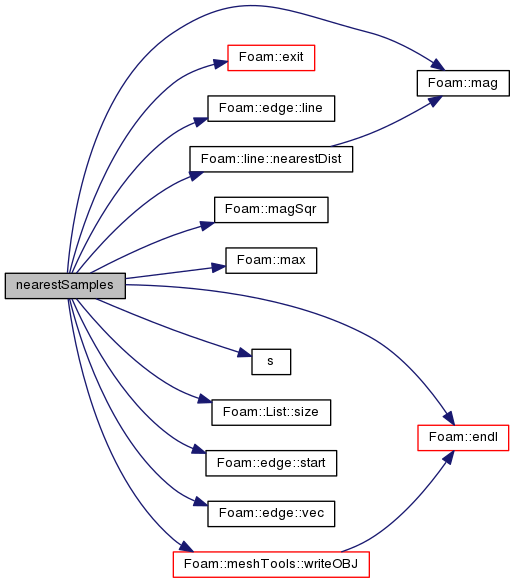 Foam::exit
Foam::mag
Foam::edge::line
Foam::line::nearestDist
Foam::magSqr
Foam::max
nearestSamples
s
Foam::List::size
Foam::endl
Foam::edge::start
Foam::edge::vec
Foam::meshTools::writeOBJ